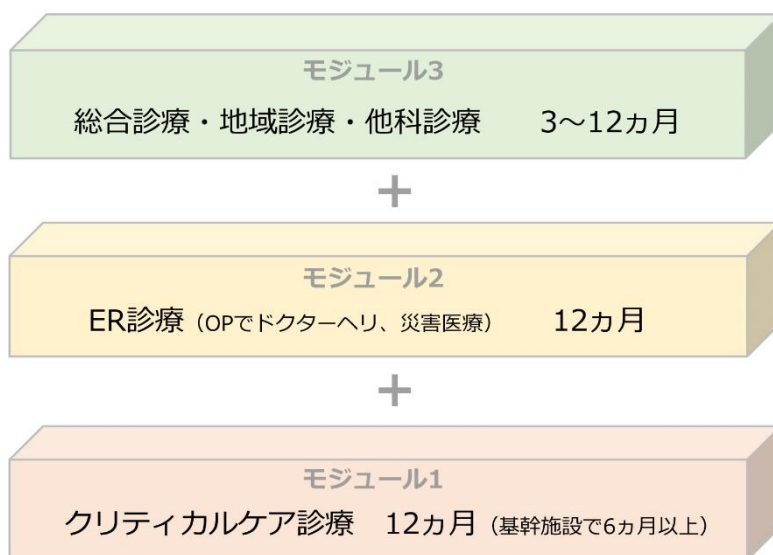 モジュール3
総合診療・地域診療・他科診療　　3～12ヵ月
＋
モジュール2
ER診療（OPでドクターヘリ、災害医療）　　12ヵ月
＋
モジュール1
クリティカルケア診療　12ヵ月（基幹施設で6ヵ月以上）